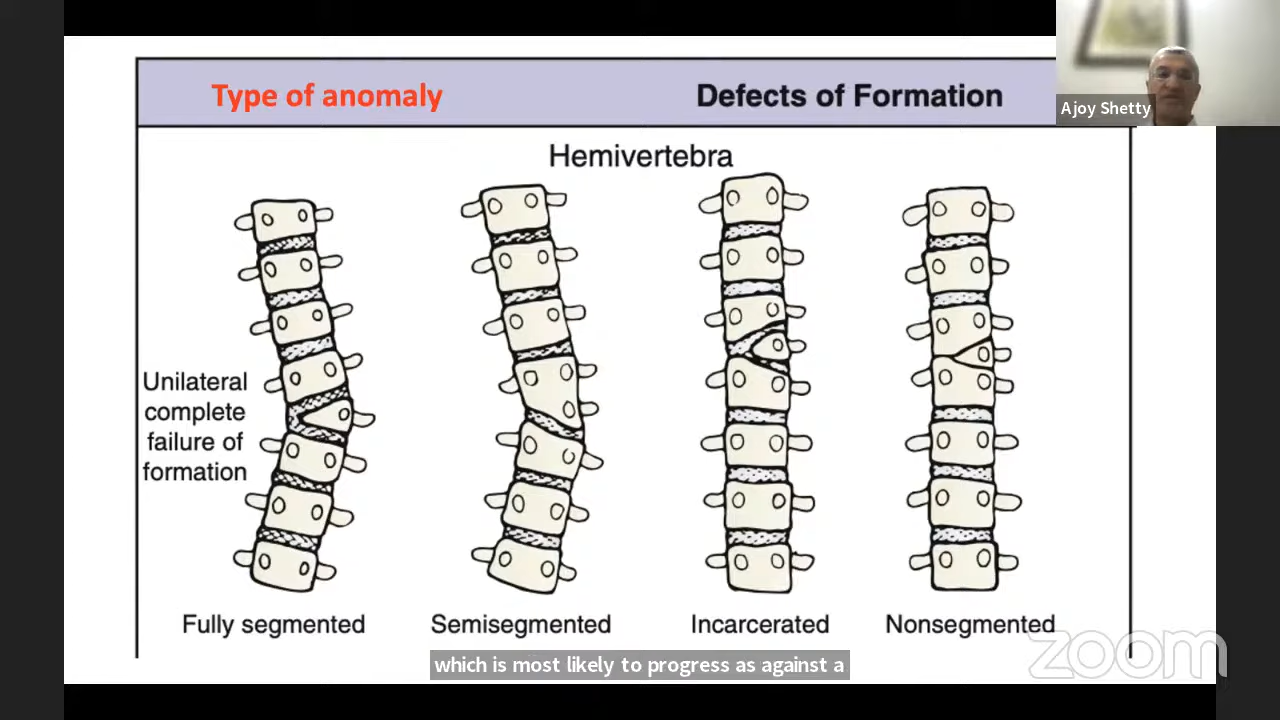 Type of anomaly
Defects of Formation
Ajoy Shetty
Hemivertebra
Unilateral
complete
failure of
formation
Fully segmented
Semisegmented
Incarcerated
Nonsegmented
which is most likely to progress as against a
zoom